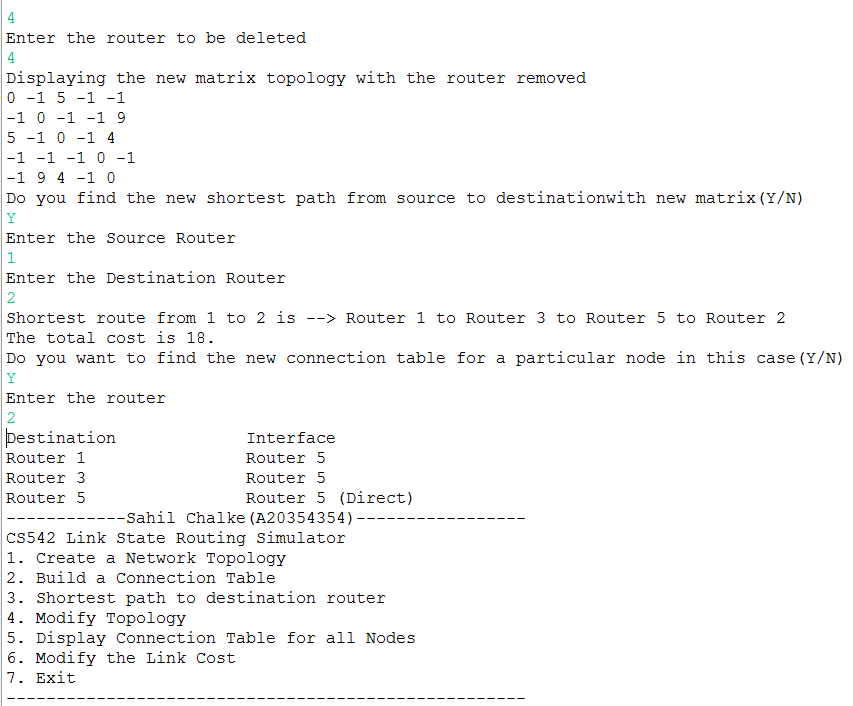 4
Enter the router to be deleted
4
Displaying the new matrix topology with the router removed
0 -1 5 -1 -1
-1 0 -1 -1 9
5 -1 0 -1 4
-1 -1 -1 0 -1
-1 9 4 -1 0
Do you find the new shortest path from source to destinationwith new matrix(Y/N)
Y
Enter the Source Router
1
Enter the Destination Router
2
Shortest route from 1 to 2 is --> Router 1 to Router 3 to Router 5 to Router 2
The total cost is 18.
Do you want to find the new connection table for a particular node in this case(Y/N)
Y
Enter the router
2
Destination             Interface
Router 1                Router 5
Router 3                Router 5
Router 5                Router 5 (Direct)
------------Sahil Chalke(A20354354)-----------------
CS542 Link State Routing Simulator
1. Create a Network Topology
2. Build a Connection Table
3. Shortest path to destination router
4. Modify Topology
5. Display Connection Table for all Nodes
6. Modify the Link Cost
7. Exit
----------------------------------------------------